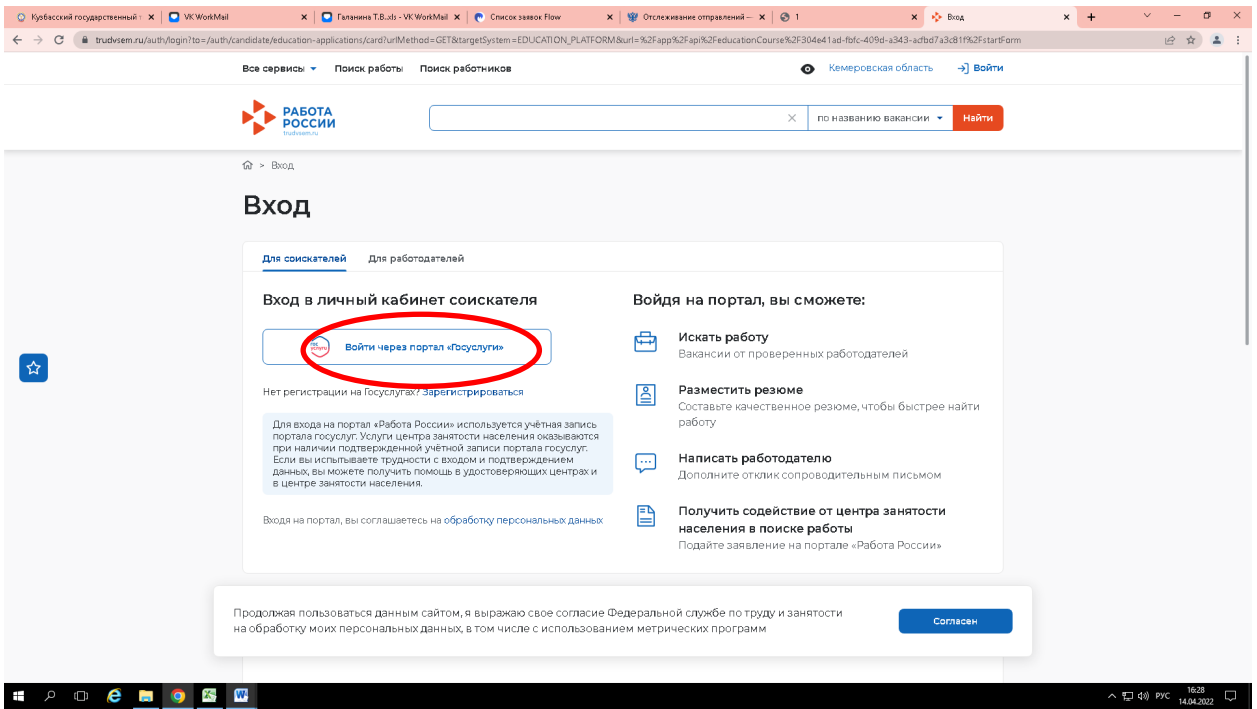 Кузбасский государственный т
VK WorkMail
Галанина Т.В..xls - VK WorkMail
Список заявок Flow
Отслеживание отправлений —
1
Вход
trudvsem.ru/auth/login?to=/auth/candidate/education-applications/card?urlMethod=GET&targetSystem=EDUCATION_PLATFORM&url=%2Fapp%2Fapi%2FeducationCourse%2F304e41ad-fbfc-409d-a343-acfbd7a3c81f%2FstartForm
Все сервисы
Поиск работы
Поиск работников
Кемеровская область
Войти
РАБОТА
РОССИИ
trudvsem.ru
по названию вакансии
Найти
> Вход
Вход
Для соискателей
Для работодателей
Вход в личный кабинет соискателя
гос
услуги
Войти через портал «Госуслуги»
Нет регистрации на Госуслугах? Зарегистрироваться
Для входа на портал «Работа России» используется учётная запись
портала госуслуг. Услуги центра занятости населения оказываются
при наличии подтвержденной учётной записи портала госуслуг.
Если вы испытываете трудности с входом и подтверждением
данных, вы можете получить помощь в удостоверяющих центрах и
в центре занятости населения.
Входя на портал, вы соглашаетесь на обработку персональных данных
Войдя на портал, вы сможете:
Искать работу
Вакансии от проверенных работодателей
Разместить резюме
Составьте качественное резюме, чтобы быстрее найти
работу
Написать работодателю
Дополните отклик сопроводительным письмом
Получить содействие от центра занятости
населения в поиске работы
Подайте заявление на портале «Работа России»
Продолжая пользоваться данным сайтом, я выражаю свое согласие Федеральной службе по труду и занятости
на обработку моих персональных данных, в том числе с использованием метрических программ
Согласен
РУС
16:28
14.04.2022